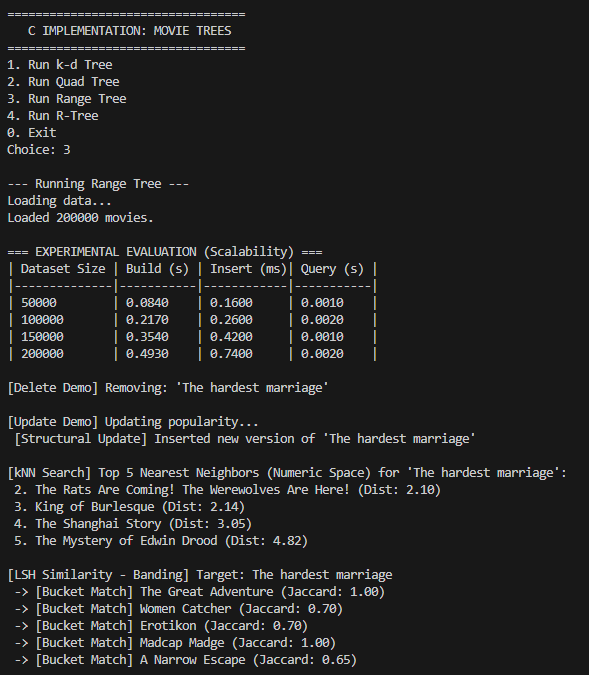 ==================================
   C IMPLEMENTATION: MOVIE TREES
==================================
1. Run k-d Tree
2. Run Quad Tree
3. Run Range Tree
4. Run R-Tree
0. Exit
Choice: 3

--- Running Range Tree ---
Loading data...
Loaded 200000 movies.

=== EXPERIMENTAL EVALUATION (Scalability) ===
| Dataset Size | Build (s) | Insert (ms)| Query (s) |
|--------------|-----------|------------|-----------|
| 50000        | 0.0840    | 0.1600     | 0.0010    |
| 100000       | 0.2170    | 0.2600     | 0.0020    |
| 150000       | 0.3540    | 0.4200     | 0.0010    |
| 200000       | 0.4930    | 0.7400     | 0.0020    |

[Delete Demo] Removing: 'The hardest marriage'

[Update Demo] Updating popularity...
 [Structural Update] Inserted new version of 'The hardest marriage'

[kNN Search] Top 5 Nearest Neighbors (Numeric Space) for 'The hardest marriage':
 2. The Rats Are Coming! The Werewolves Are Here! (Dist: 2.10)
 3. King of Burlesque (Dist: 2.14)
 4. The Shanghai Story (Dist: 3.05)
 5. The Mystery of Edwin Drood (Dist: 4.82)

[LSH Similarity - Banding] Target: The hardest marriage
 -> [Bucket Match] The Great Adventure (Jaccard: 1.00)
 -> [Bucket Match] Women Catcher (Jaccard: 0.70)
 -> [Bucket Match] Erotikon (Jaccard: 0.70)
 -> [Bucket Match] Madcap Madge (Jaccard: 1.00)
 -> [Bucket Match] A Narrow Escape (Jaccard: 0.65)